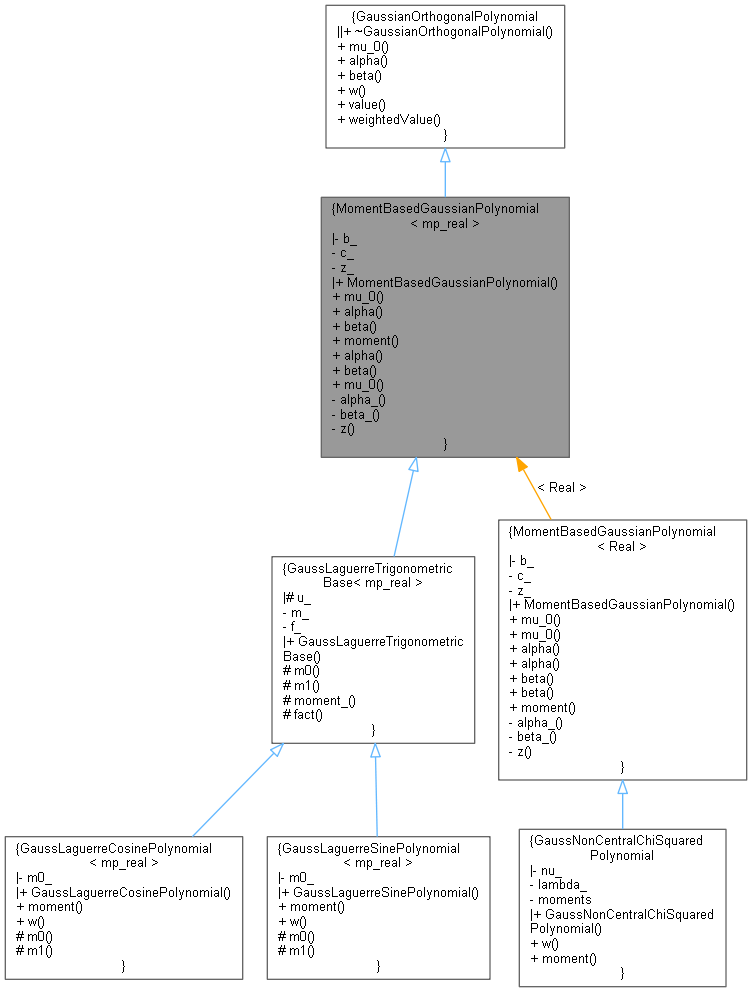 {GaussianOrthogonalPolynomial
||+ ~GaussianOrthogonalPolynomial()
+ mu_0()
+ alpha()
+ beta()
+ w()
+ value()
+ weightedValue()
}
{MomentBasedGaussianPolynomial
< mp_real >
|- b_
- c_
- z_
|+ MomentBasedGaussianPolynomial()
+ mu_0()
+ alpha()
+ beta()
+ moment()
+ alpha()
+ beta()
+ mu_0()
- alpha_()
- beta_()
- z()
}
< Real >
{GaussLaguerreTrigonometric
Base< mp_real >
|# u_
- m_
- f_
|+ GaussLaguerreTrigonometric
Base()
# m0()
# m1()
# moment_()
# fact()
}
{MomentBasedGaussianPolynomial
< Real >
|- b_
- c_
- z_
|+ MomentBasedGaussianPolynomial()
+ mu_0()
+ mu_0()
+ alpha()
+ alpha()
+ beta()
+ beta()
+ moment()
- alpha_()
- beta_()
- z()
}
{GaussLaguerreCosinePolynomial
< mp_real >
|- m0_
|+ GaussLaguerreCosinePolynomial()
+ moment()
+ w()
# m0()
# m1()
}
{GaussLaguerreSinePolynomial
< mp_real >
|- m0_
|+ GaussLaguerreSinePolynomial()
+ moment()
+ w()
# m0()
# m1()
}
{GaussNonCentralChiSquared
Polynomial
|- nu_
- lambda_
- moments
|+ GaussNonCentralChiSquared
Polynomial()
+ w()
+ moment()
}